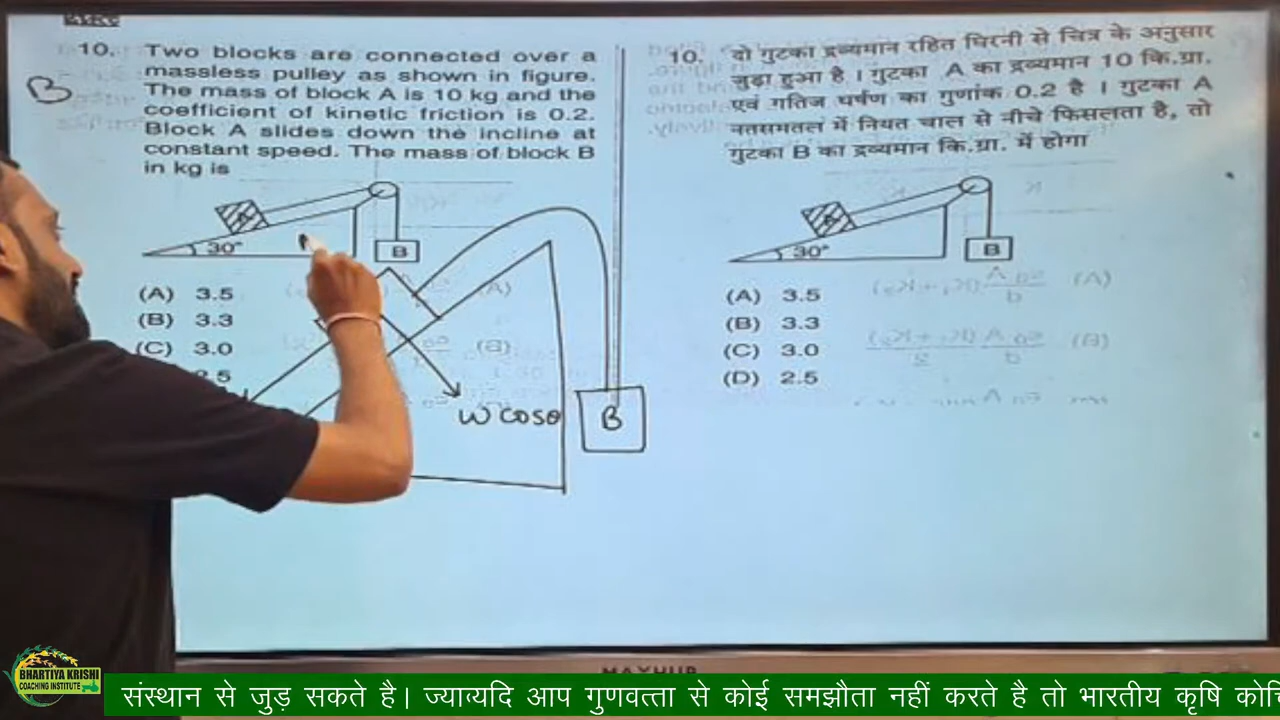 10. Two blocks are connected over a
massless pulley as shown in figure.
The mass of block A is 10 kg and the
coefficient of kinetic friction is 0.2.
Block A slides down the incline at
constant speed. The mass of block B
in kg is
B
A
30°
B
(A) 3.5
(B) 3.3
(C) 3.0
2.5
W cosθ
B
10. दो गुटका द्रव्यमान रहित घिरनी से चित्र के अनुसार
जुड़ा हुआ है । गुटका A का द्रव्यमान 10 कि.ग्रा.
एवं गतिज घर्षण का गुणांक 0.2 है । गुटका A
नतसमतल में नियत चाल से नीचे फिसलता है, तो
गुटका B का द्रव्यमान कि.ग्रा. में होगा
A
30°
B
(A) 3.5
(B) 3.3
(C) 3.0
(D) 2.5
BHARTIYA KRISHI
COACHING INSTITUTE
संस्थान से जुड़ सकते है। ज्याव्यदि आप गुणवत्ता से कोई समझौता नहीं करते है तो भारतीय कृषि